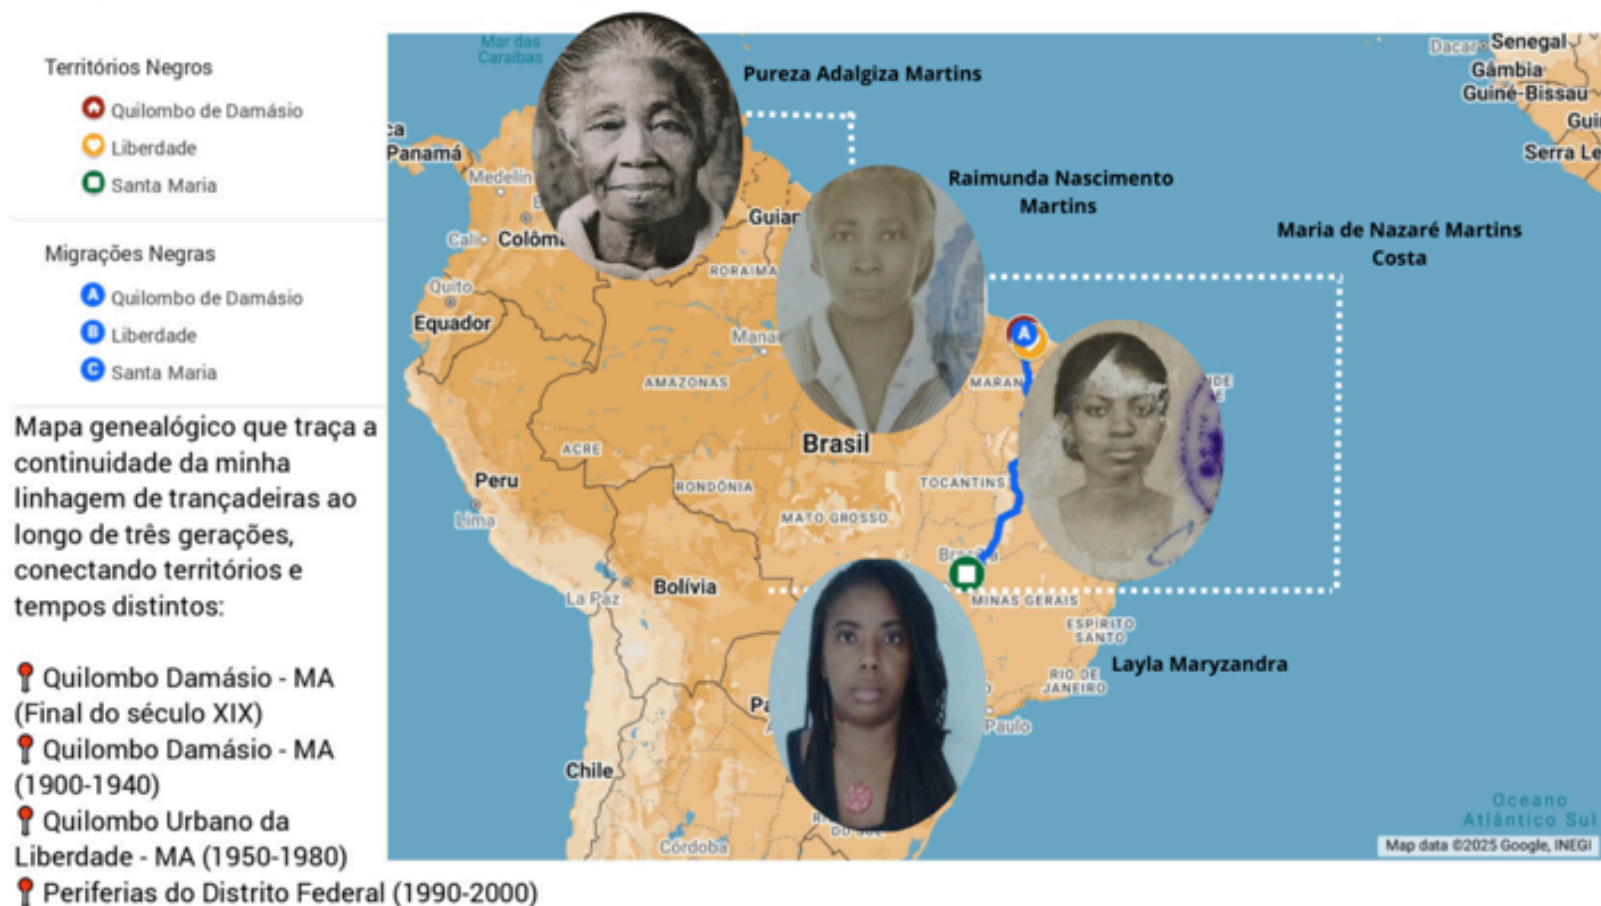 Territórios Negros
Quilombo de Damásio
Liberdade
Santa Maria
Migrações Negras
A Quilombo de Damásio
B Liberdade
C Santa Maria
Mapa genealógico que traça a
continuidade da minha
linhagem de trançadeiras ao
longo de três gerações,
conectando territórios e
tempos distintos:
Quilombo Damásio - MA
(Final do século XIX)
Quilombo Damásio - MA
(1900-1940)
Quilombo Urbano da
Liberdade - MA (1950-1980)
Periferias do Distrito Federal (1990-2000)
Mar das
Caraíbas
Pureza Adalgiza Martins
Raimunda Nascimento
Martins
Maria de Nazaré Martins
Costa
Layla Maryzandra
Dacar
Senegal
Gâmbia
Guiné-Bissau
Gui
Serra Le
Panamá
Medellín
Cali
Colôm
Guiar
RORAIMA
Quito
Equador
Mana
A
AMAZONAS
MARAN
Brasil
ACRE
Peru
RONDÔNIA
TOCANTINS
Lima
MATO GROSSO
Bolívia
La Paz
MINAS GERAIS
ESPÍRITO
SANTO
RIO DE
JANEIRO
Paulo
Chile
Córdoba
DO SUL
Oceano
Atlântico Sul
Map data ©2025 Google, INEGI